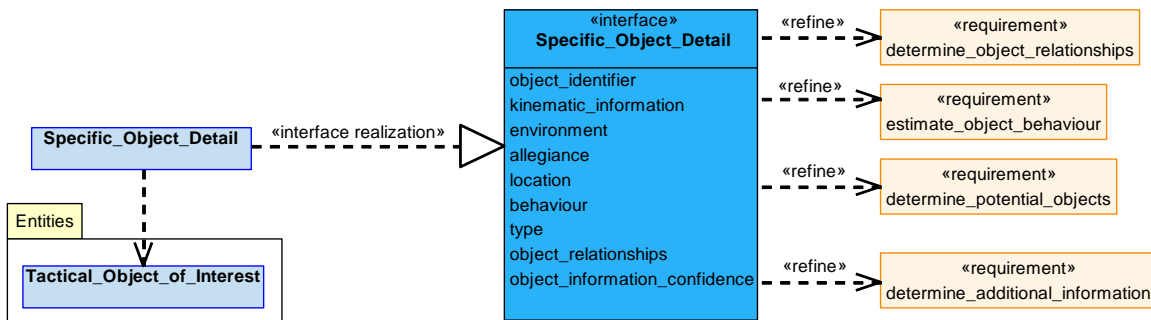 «interface»
Specific_Object_Detail
object_identifier
kinematic_information
environment
allegiance
location
behaviour
type
object_relationships
object_information_confidence
Specific_Object_Detail
«interface realization»
Entities
Tactical_Object_of_Interest
«refine»
«requirement»
determine_object_relationships
«refine»
«requirement»
estimate_object_behaviour
«refine»
«requirement»
determine_potential_objects
«refine»
«requirement»
determine_additional_information